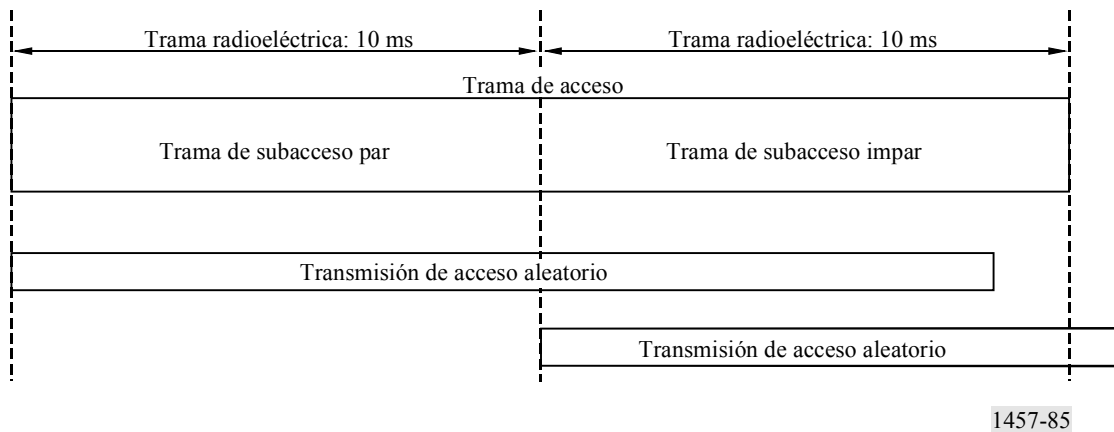 Trama radioeléctrica: 10 ms
Trama radioeléctrica: 10 ms
Trama de acceso
Trama de subacceso par
Trama de subacceso impar
Transmisión de acceso aleatorio
Transmisión de acceso aleatorio
1457-85